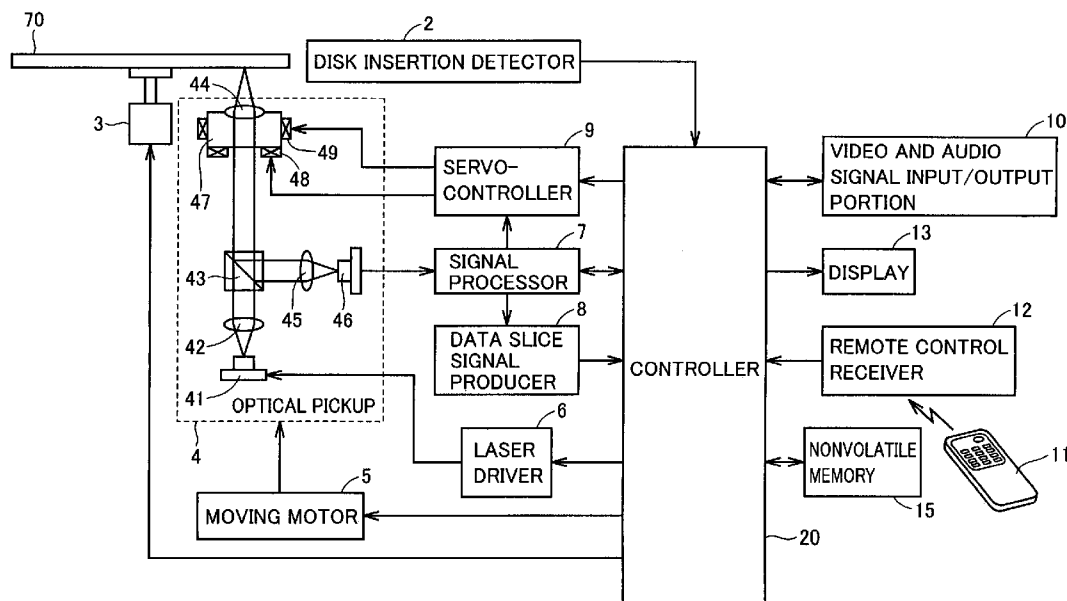 70
2
DISK INSERTION DETECTOR
44
3
49
48
47
9
SERVO-
CONTROLLER
10
VIDEO AND AUDIO
SIGNAL INPUT/OUTPUT
PORTION
7
SIGNAL
PROCESSOR
13
DISPLAY
43
45
46
8
DATA SLICE
SIGNAL
PRODUCER
CONTROLLER
12
REMOTE CONTROL
RECEIVER
42
41
OPTICAL PICKUP
4
6
LASER
DRIVER
NONVOLATILE
MEMORY
15
11
5
MOVING MOTOR
20